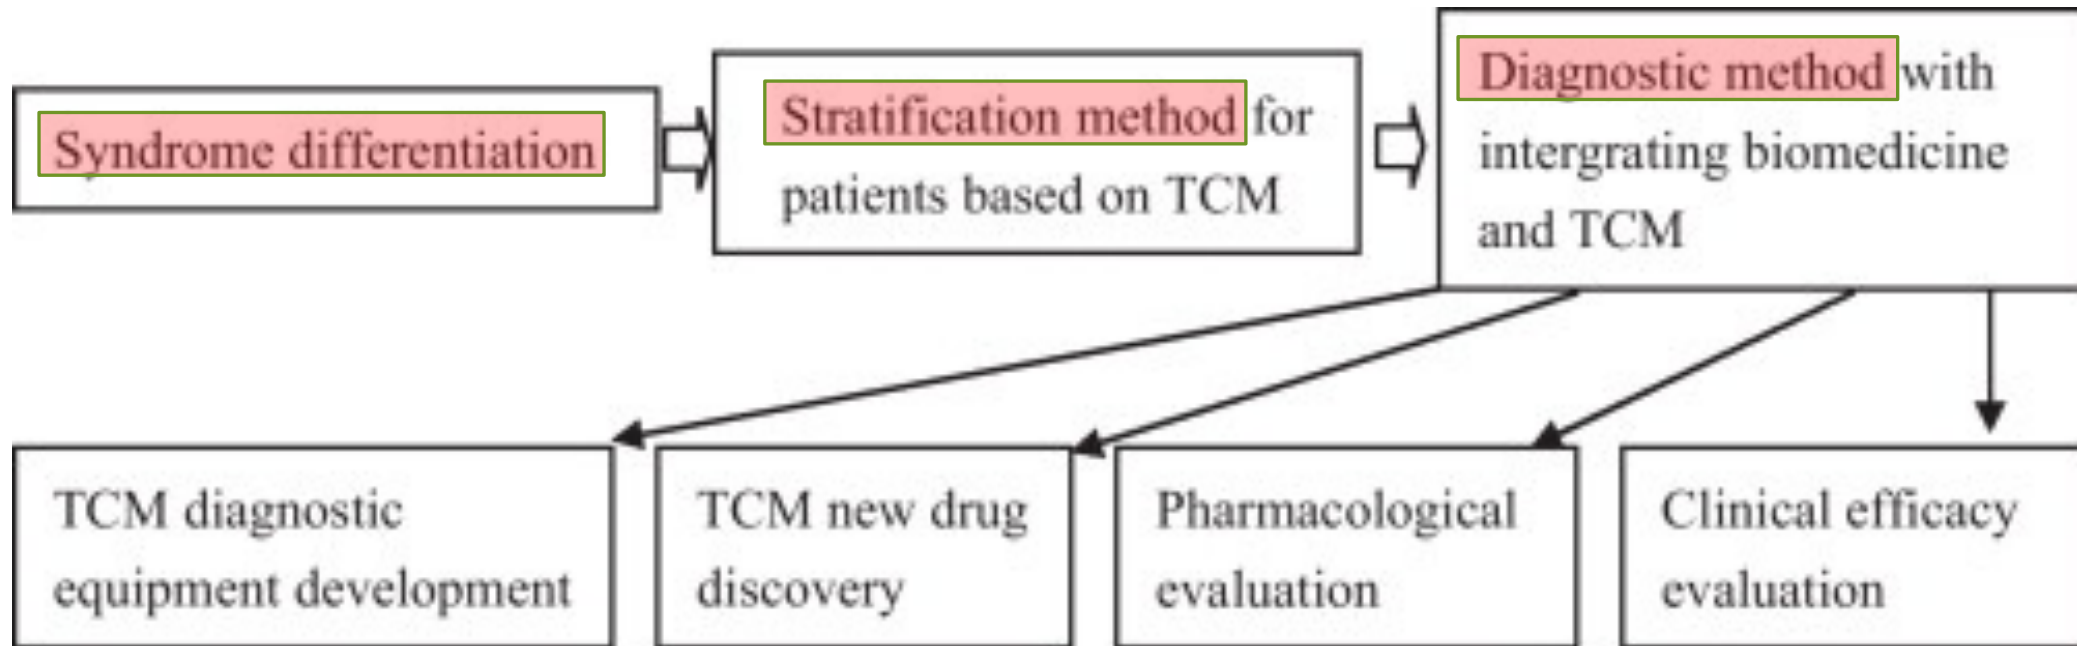 Syndrome differentiation
Stratification method for
patients based on TCM
Diagnostic method with
intergrating biomedicine
and TCM
TCM diagnostic
equipment development
TCM new drug
discovery
Pharmacological
evaluation
Clinical efficacy
evaluation